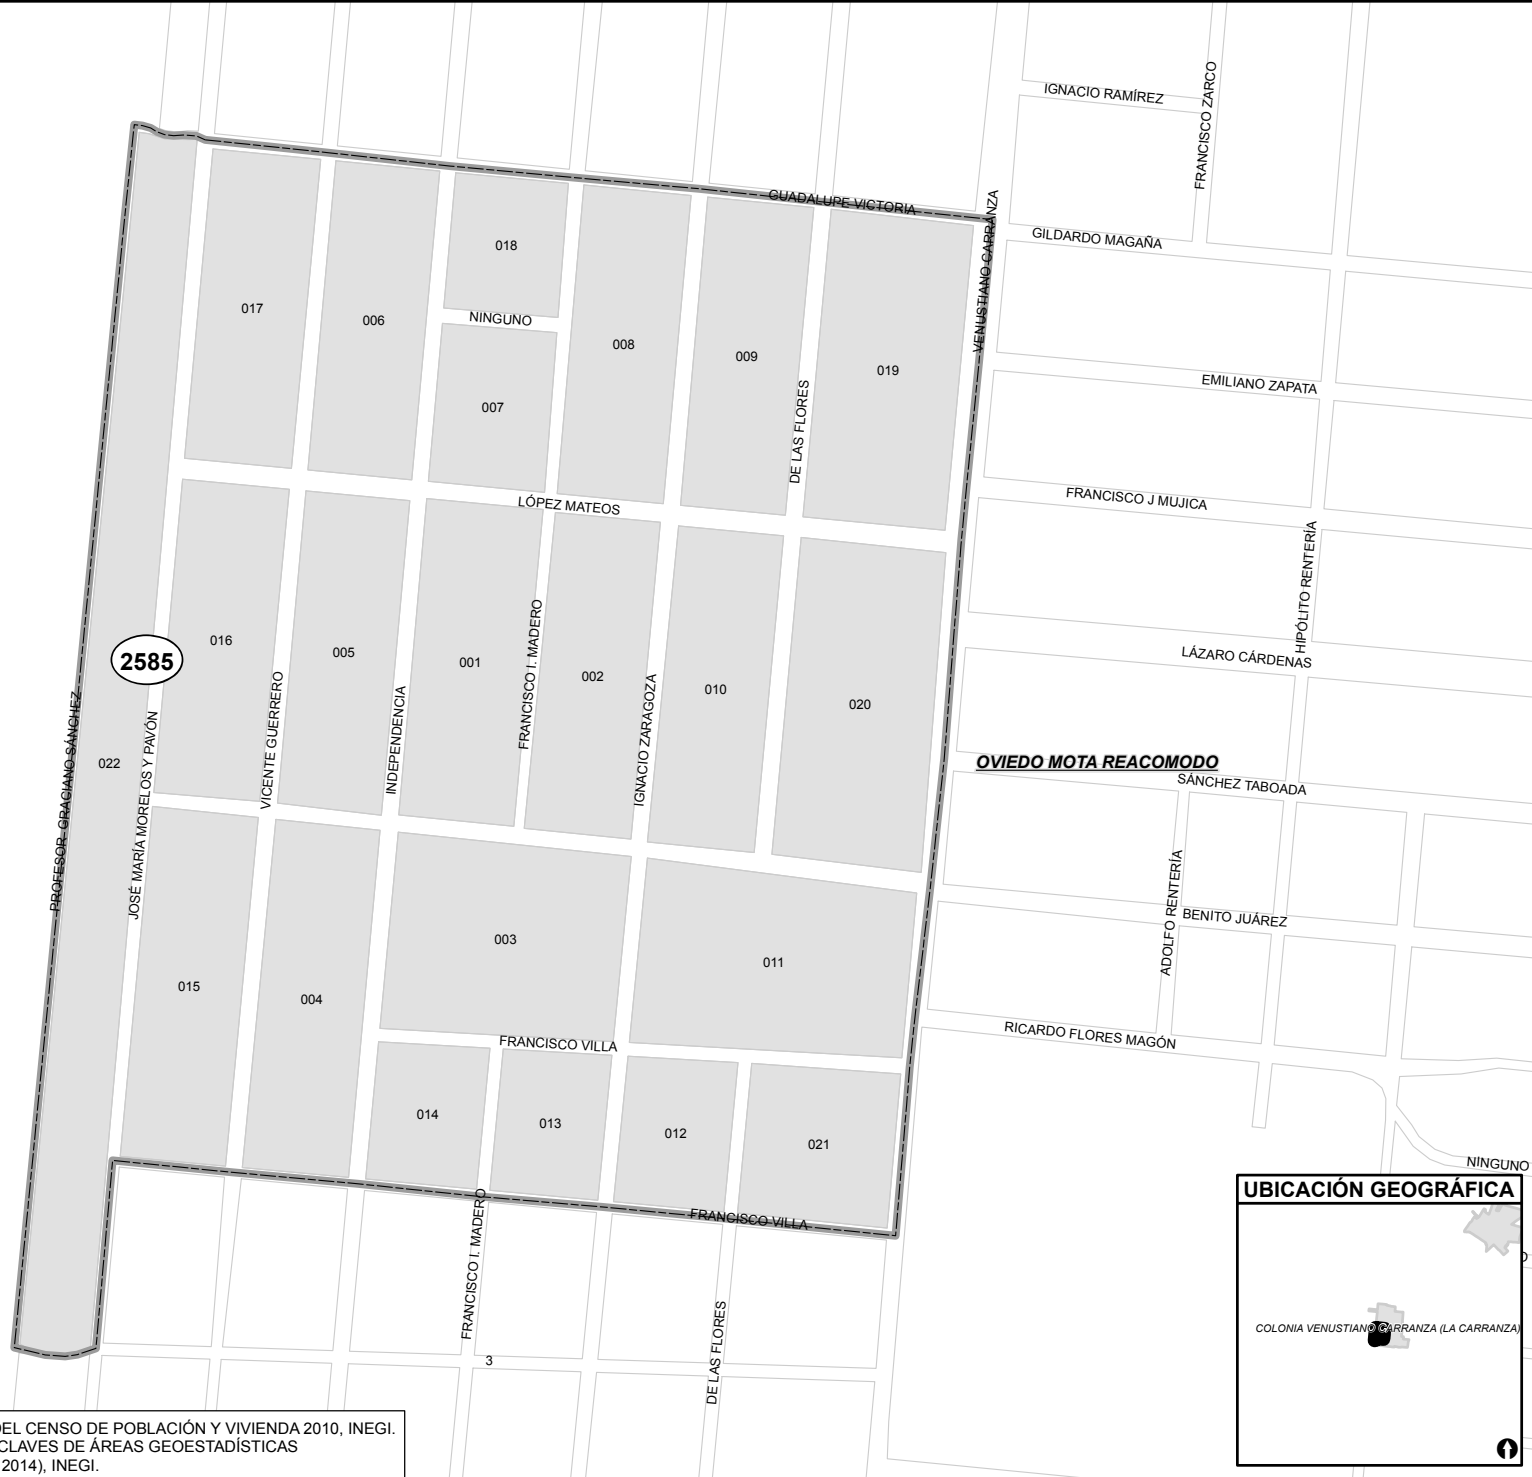 IGNACIO RAMÍREZ
FRANCISCO ZARCO
GUADALUPE VICTORIA
VENUSTIANO CARRANZA
GILDARDO MAGAÑA
018
017
006
NINGUNO
008
009
019
007
DE LAS FLORES
EMILIANO ZAPATA
LÓPEZ MATEOS
FRANCISCO J MUJICA
HIPÓLITO RENTERÍA
016
005
001
FRANCISCO I. MADERO
002
IGNACIO ZARAGOZA
010
020
2585
LÁZARO CÁRDENAS
PROFESOR GRACIANO SÁNCHEZ
022
JOSÉ MARÍA MORELOS Y PAVÓN
VICENTE GUERRERO
INDEPENDENCIA
OVIEDO MOTA REACOMODO
SÁNCHEZ TABOADA
ADOLFO RENTERÍA
BENITO JUÁREZ
003
011
015
004
FRANCISCO VILLA
RICARDO FLORES MAGÓN
014
013
012
021
NINGUNO
FRANCISCO VILLA
FRANCISCO I. MADERO
DE LAS FLORES
3
UBICACIÓN GEOGRÁFICA
COLONIA VENUSTIANO CARRANZA (LA CARRANZA)
DEL CENSO DE POBLACIÓN Y VIVIENDA 2010, INEGI.
CLAVES DE ÁREAS GEOESTADÍSTICAS
2014), INEGI.